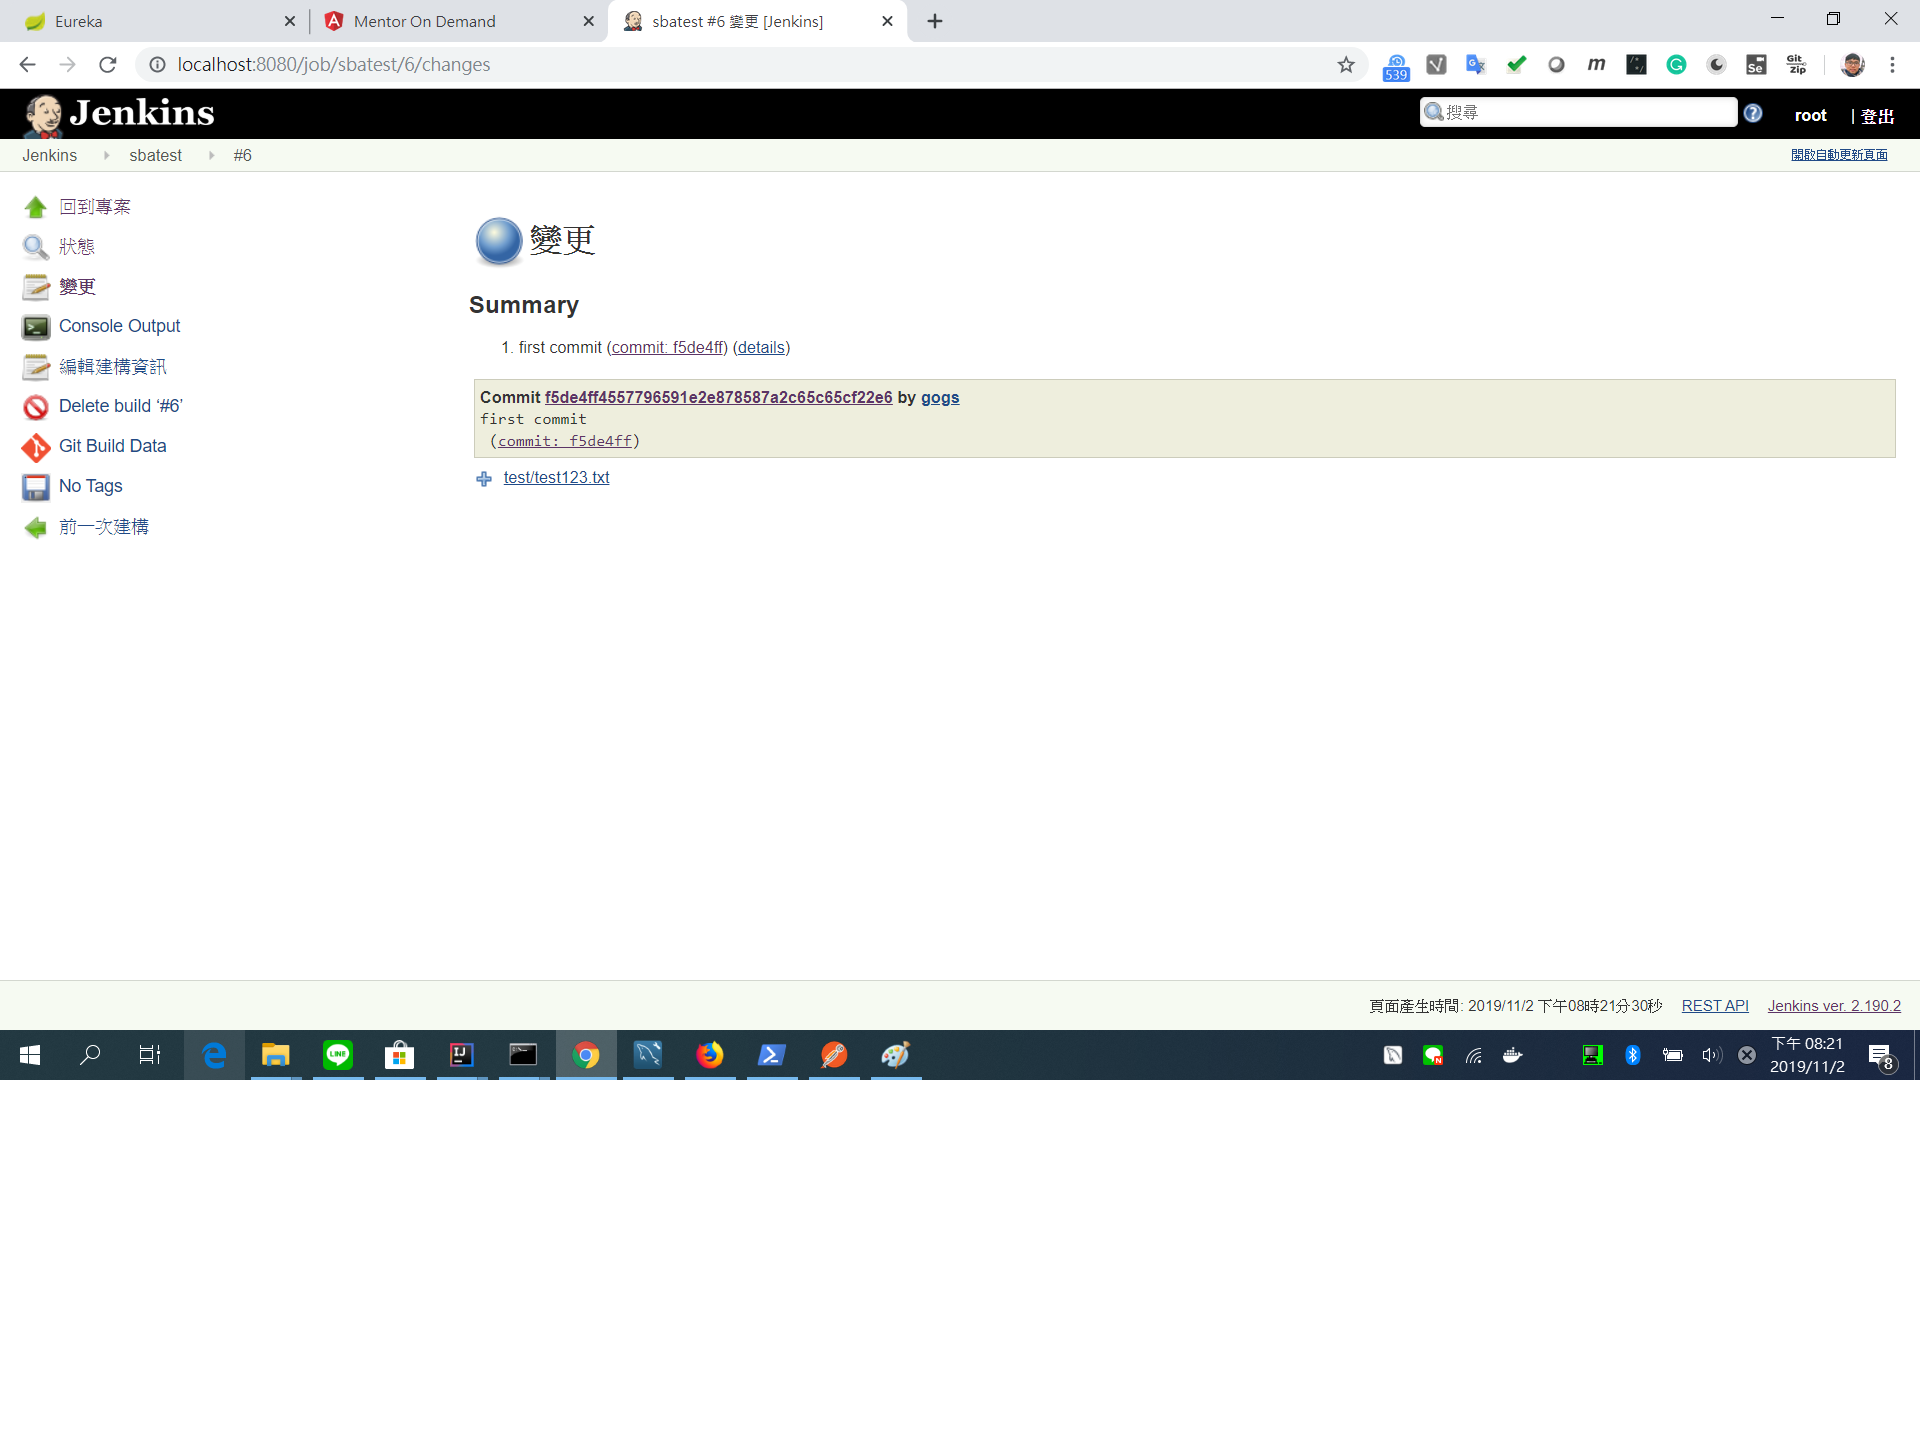 Eureka
Mentor On Demand
sbatest #6 變更 [Jenkins]
localhost:8080/job/sbatest/6/changes
539
Git
Zip
Jenkins
搜尋
root
| 登出
Jenkins
sbatest
#6
開啟自動更新頁面
回到專案
狀態
變更
Console Output
編輯建構資訊
Delete build ‘#6’
Git Build Data
No Tags
前一次建構
變更
Summary
1. first commit (commit: f5de4ff) (details)
Commit f5de4ff4557796591e2e878587a2c65c65cf22e6 by gogs
first commit
(commit: f5de4ff)
test/test123.txt
頁面產生時間: 2019/11/2 下午08時21分30秒
REST API
Jenkins ver. 2.190.2
下午 08:21
2019/11/2
8